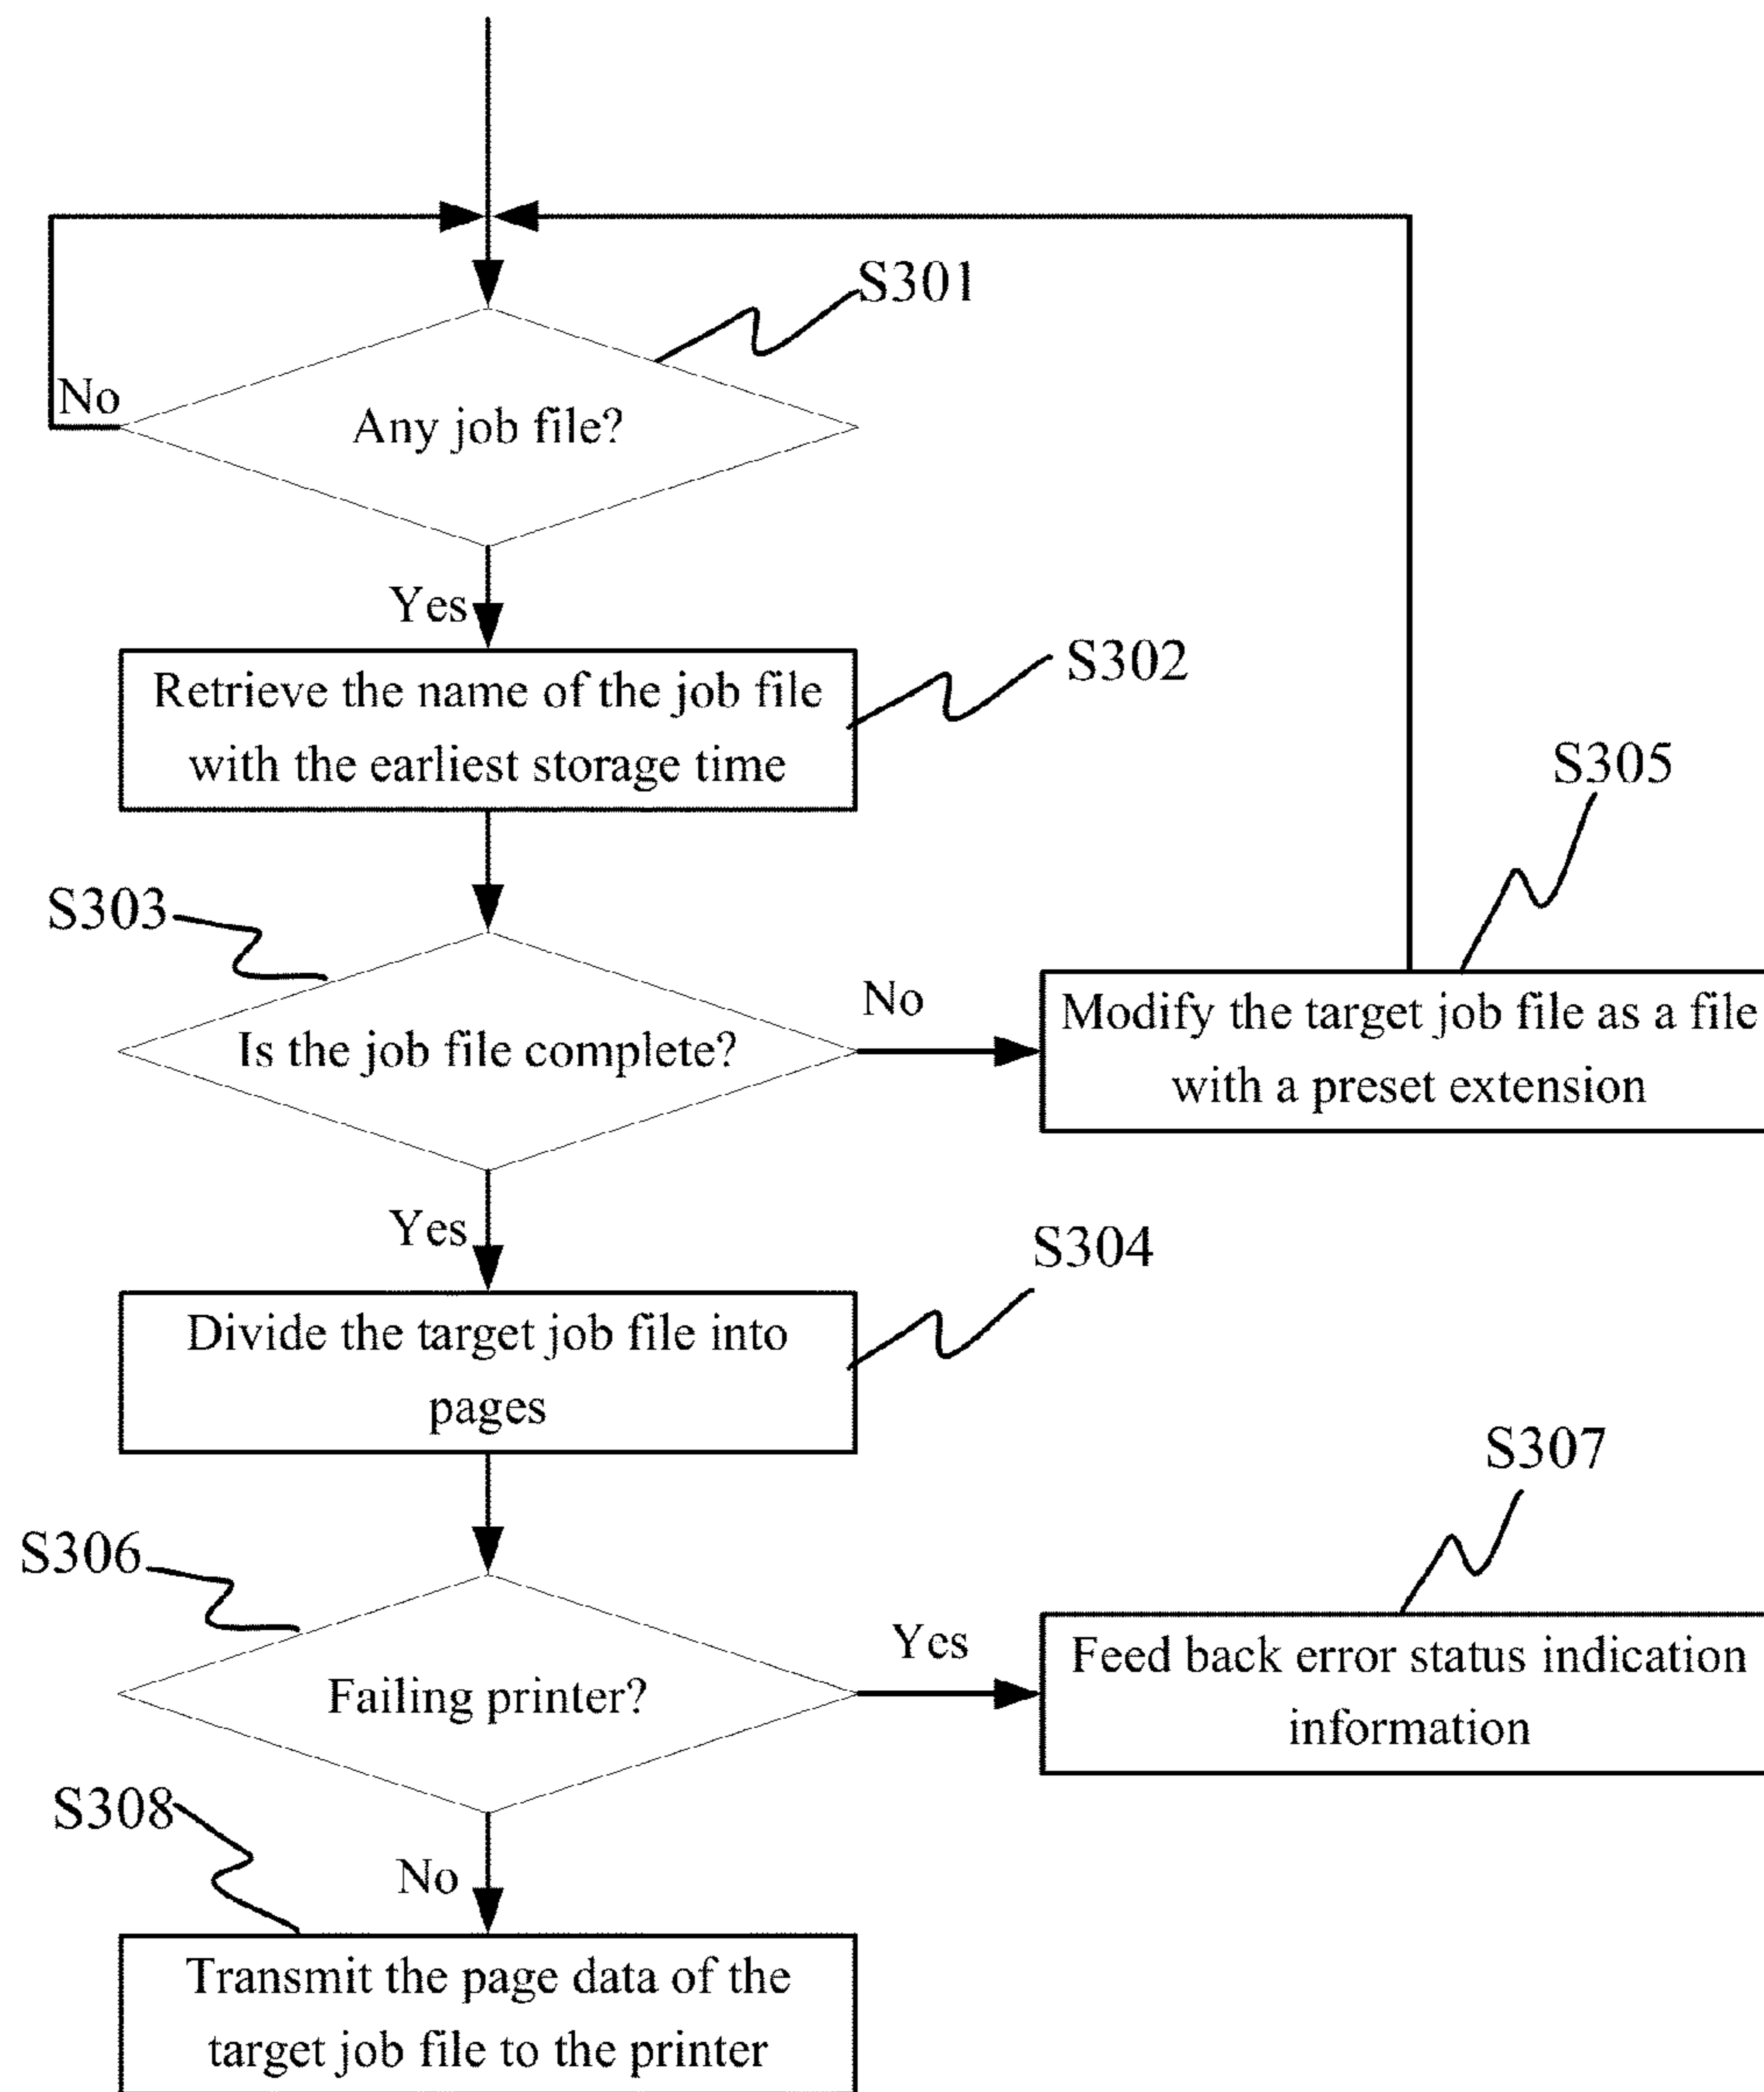 S301
No
Any job file?
Yes
S302
Retrieve the name of the job file
with the earliest storage time
S305
S303
No
Is the job file complete?
Modify the target job file as a file
with a preset extension
Yes
S304
Divide the target job file into
pages
S307
S306
Yes
Failing printer?
Feed back error status indication
information
S308
No
Transmit the page data of the
target job file to the printer